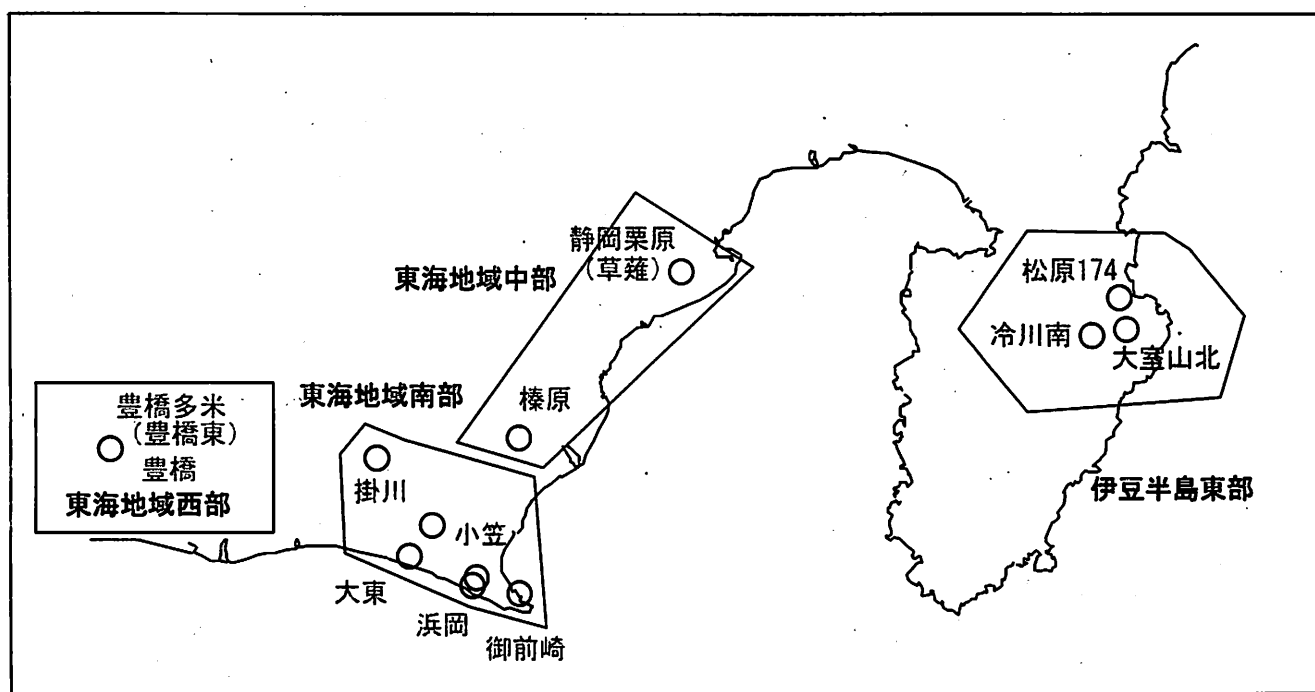 静岡栗原
(草薙)
東海地域中部
松原174
冷川南
大室山北
東海地域南部
榛原
豊橋多米
(豊橋東)
豊橋
東海地域西部
掛川
小笠
伊豆半島東部
大東
浜岡
御前崎